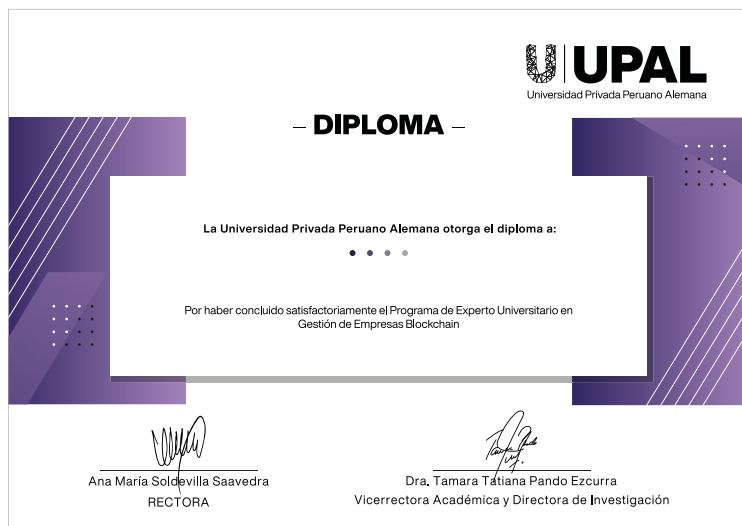 UPAL
Universidad Privada Peruano Alemana
– DIPLOMA –
La Universidad Privada Peruano Alemana otorga el diploma a:
Por haber concluido satisfactoriamente el Programa de Experto Universitario en
Gestión de Empresas Blockchain
Ana María Soldevilla Saavedra
RECTORA
Dra. Tamara Tatiana Pando Ezcurra
Vicerrectora Académica y Directora de Investigación